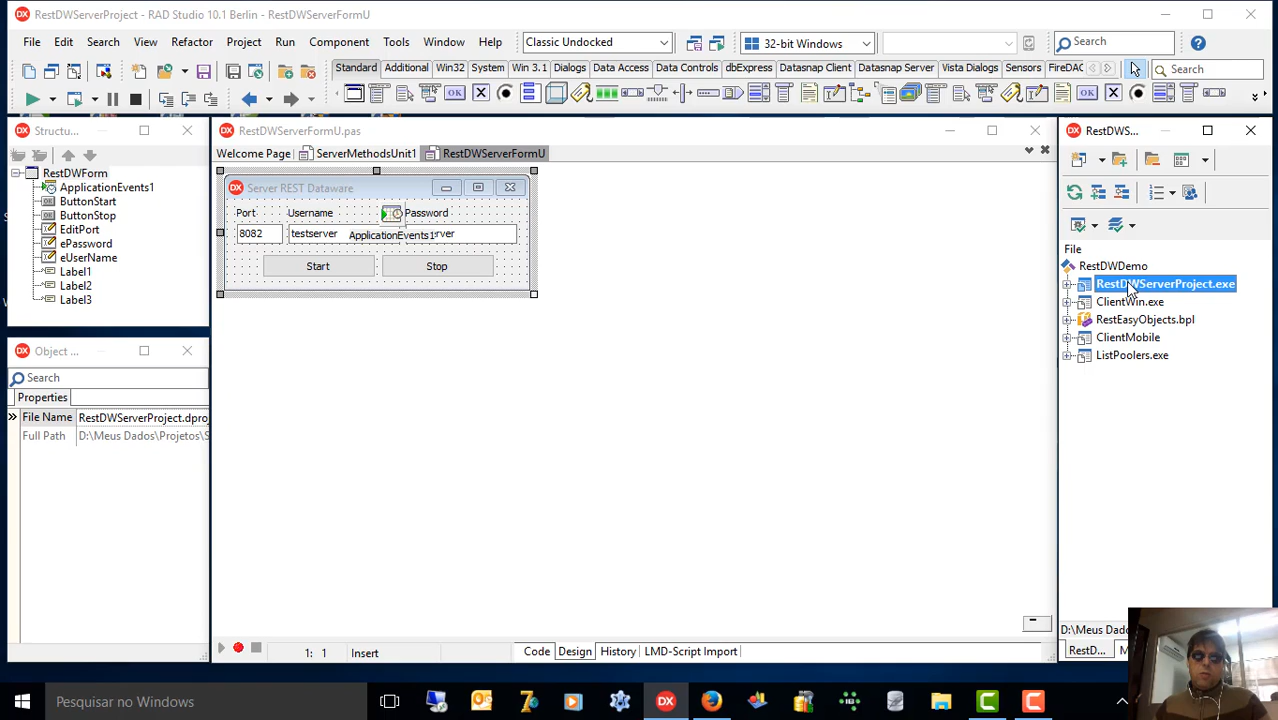 RestDWServerProject - RAD Studio 10.1 Berlin - RestDWServerFormU
File Edit Search View Refactor Project Run Component Tools Window Help Classic Undocked 32-bit Windows Search
Standard Additional Win32 System Dialogs Data Access Data Controls dbExpress Datasnap Client Datasnap Server Vista Dialogs Sensors FireDAC Search
Structu...
RestDWForm
ApplicationEvents1
ButtonStart
ButtonStop
EditPort
ePassword
eUserName
Label1
Label2
Label3
Object ...
Search
Properties
File Name RestDWServerProject.dproj
Full Path D:\Meus Dados\Projetos\S
RestDWServerFormU.pas
Welcome Page ServerMethodsUnit1 RestDWServerFormU
Server REST Dataware
Port Username Password
8082 testserver ApplicationEvents1 erver
Start Stop
1: 1 Insert Code Design History LMD-Script Import
RestDWS...
File
RestDWDemo
RestDWServerProject.exe
ClientWin.exe
RestEasyObjects.bpl
ClientMobile
ListPoolers.exe
D:\Meus Dados
RestD...
Pesquisar no Windows